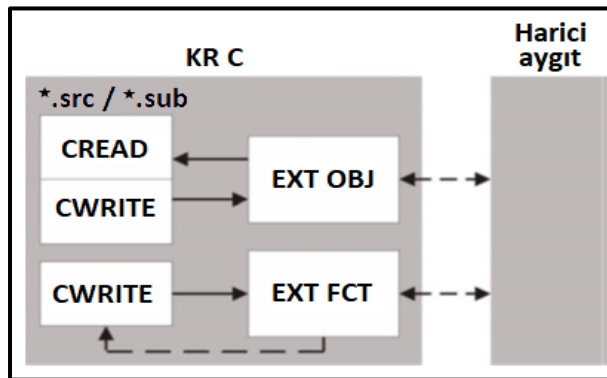 KR C
Harici
aygıt
*.src / *.sub
CREAD
CWRITE
EXT OBJ
CWRITE
EXT FCT